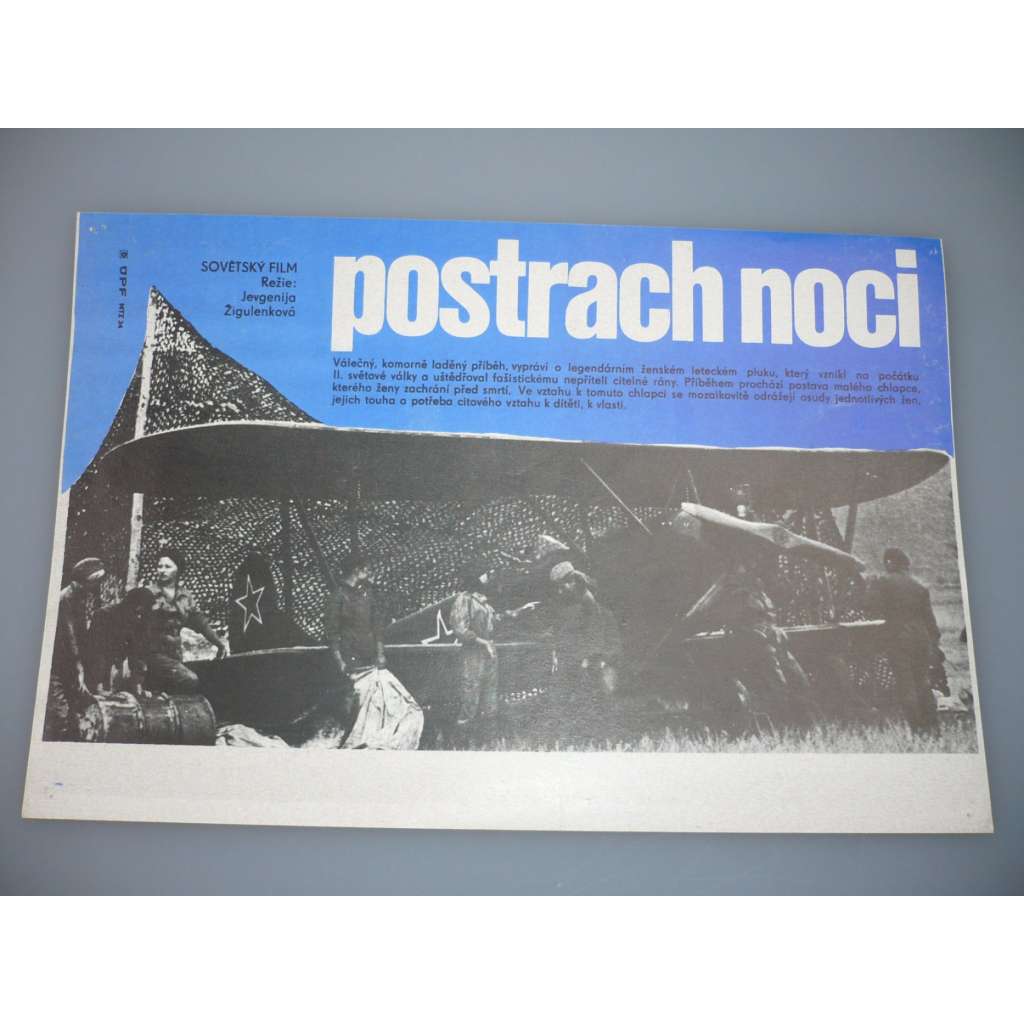 postrach noci
SOVĚTSKÝ FILM
Režie:
Jevgenija
Žigulenková
Válečný, komorně laděný příběh, vypráví o legendárním ženském leteckém pluku, který vznikl na počátku
II. světové války a uštědřoval fašistickému nepříteli citelné rány. Příběhem prochází postava malého chlapce,
kterého ženy zachrání před smrtí. Ve vztahu k tomuto chlapci se mozaikovitě odrážejí osudy jednotlivých žen,
jejich touha a potřeba citového vztahu k dítěti, k vlasti.
ÚPF MTZ 34